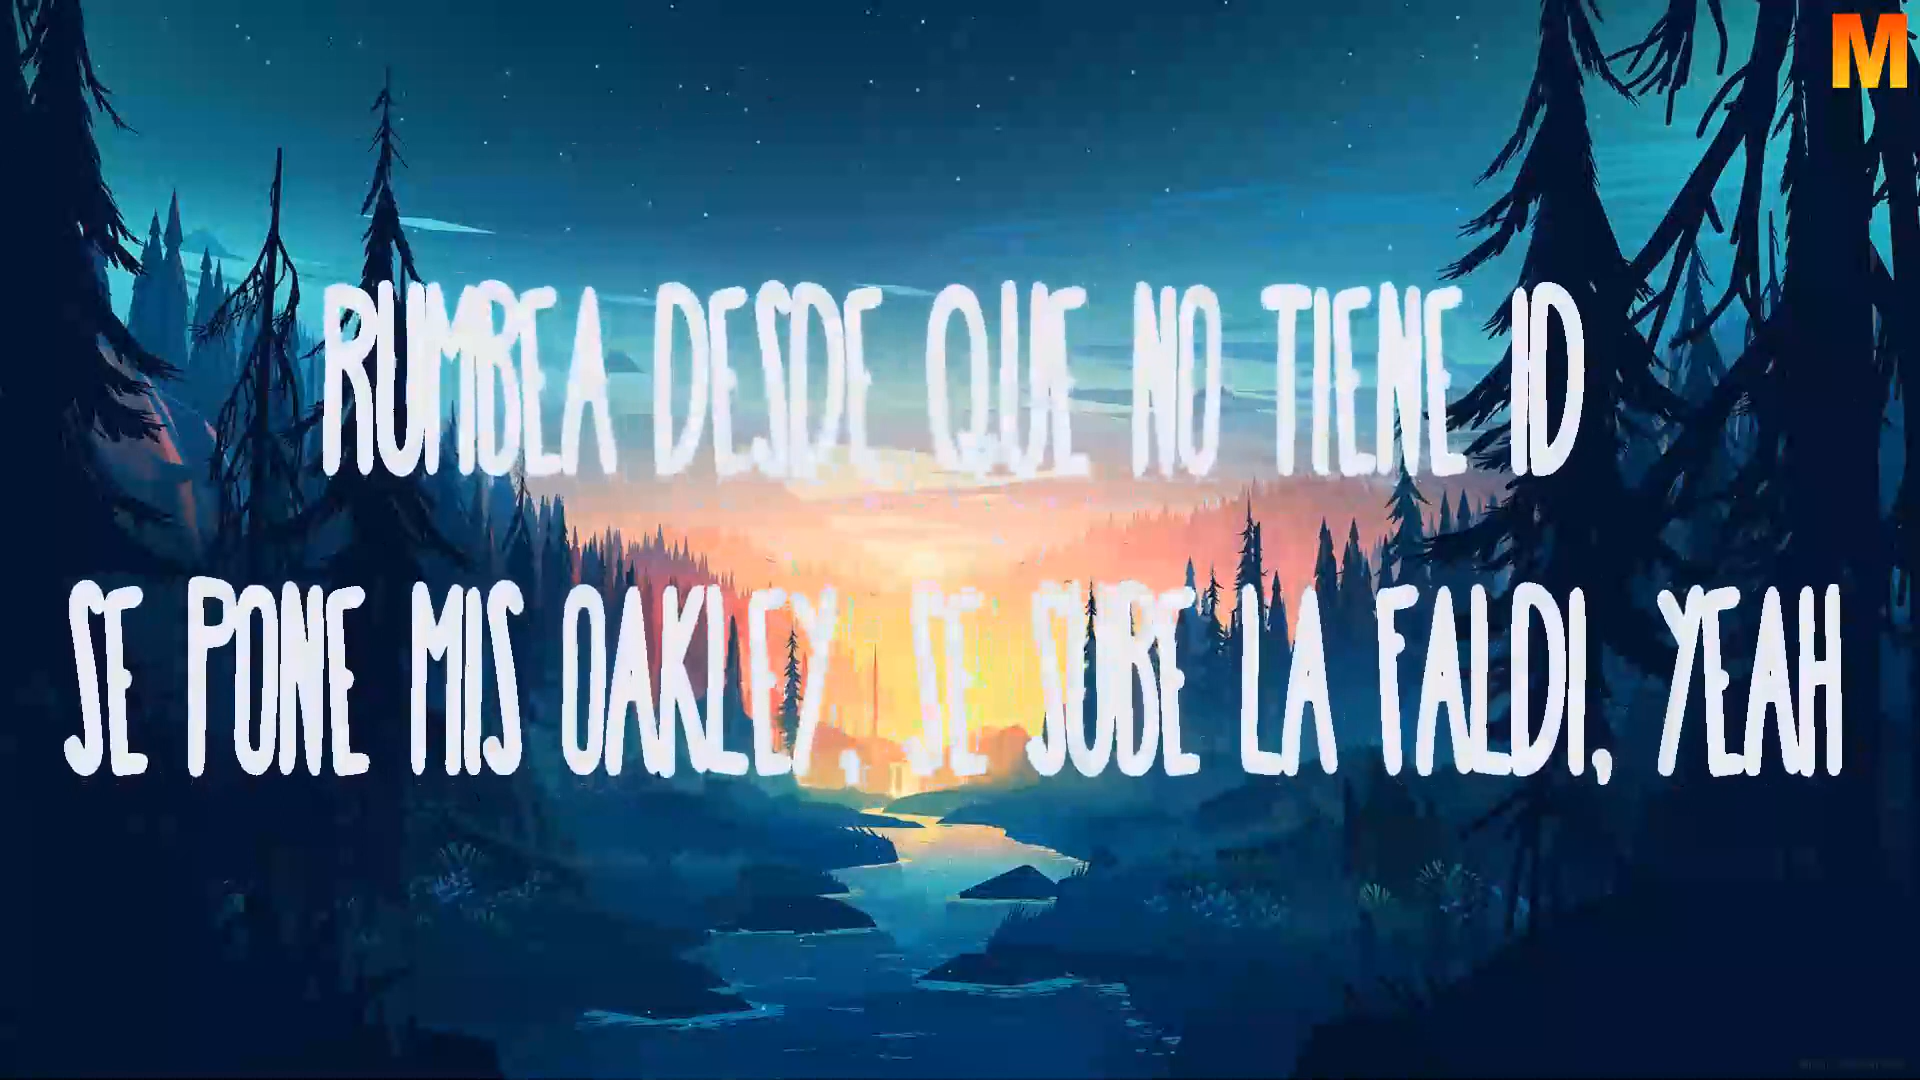 M
RUMBEA DESDE QUE NO TIENE ID
SE PONE MIS OAKLEY, SE SUBE LA FALDI, YEAH